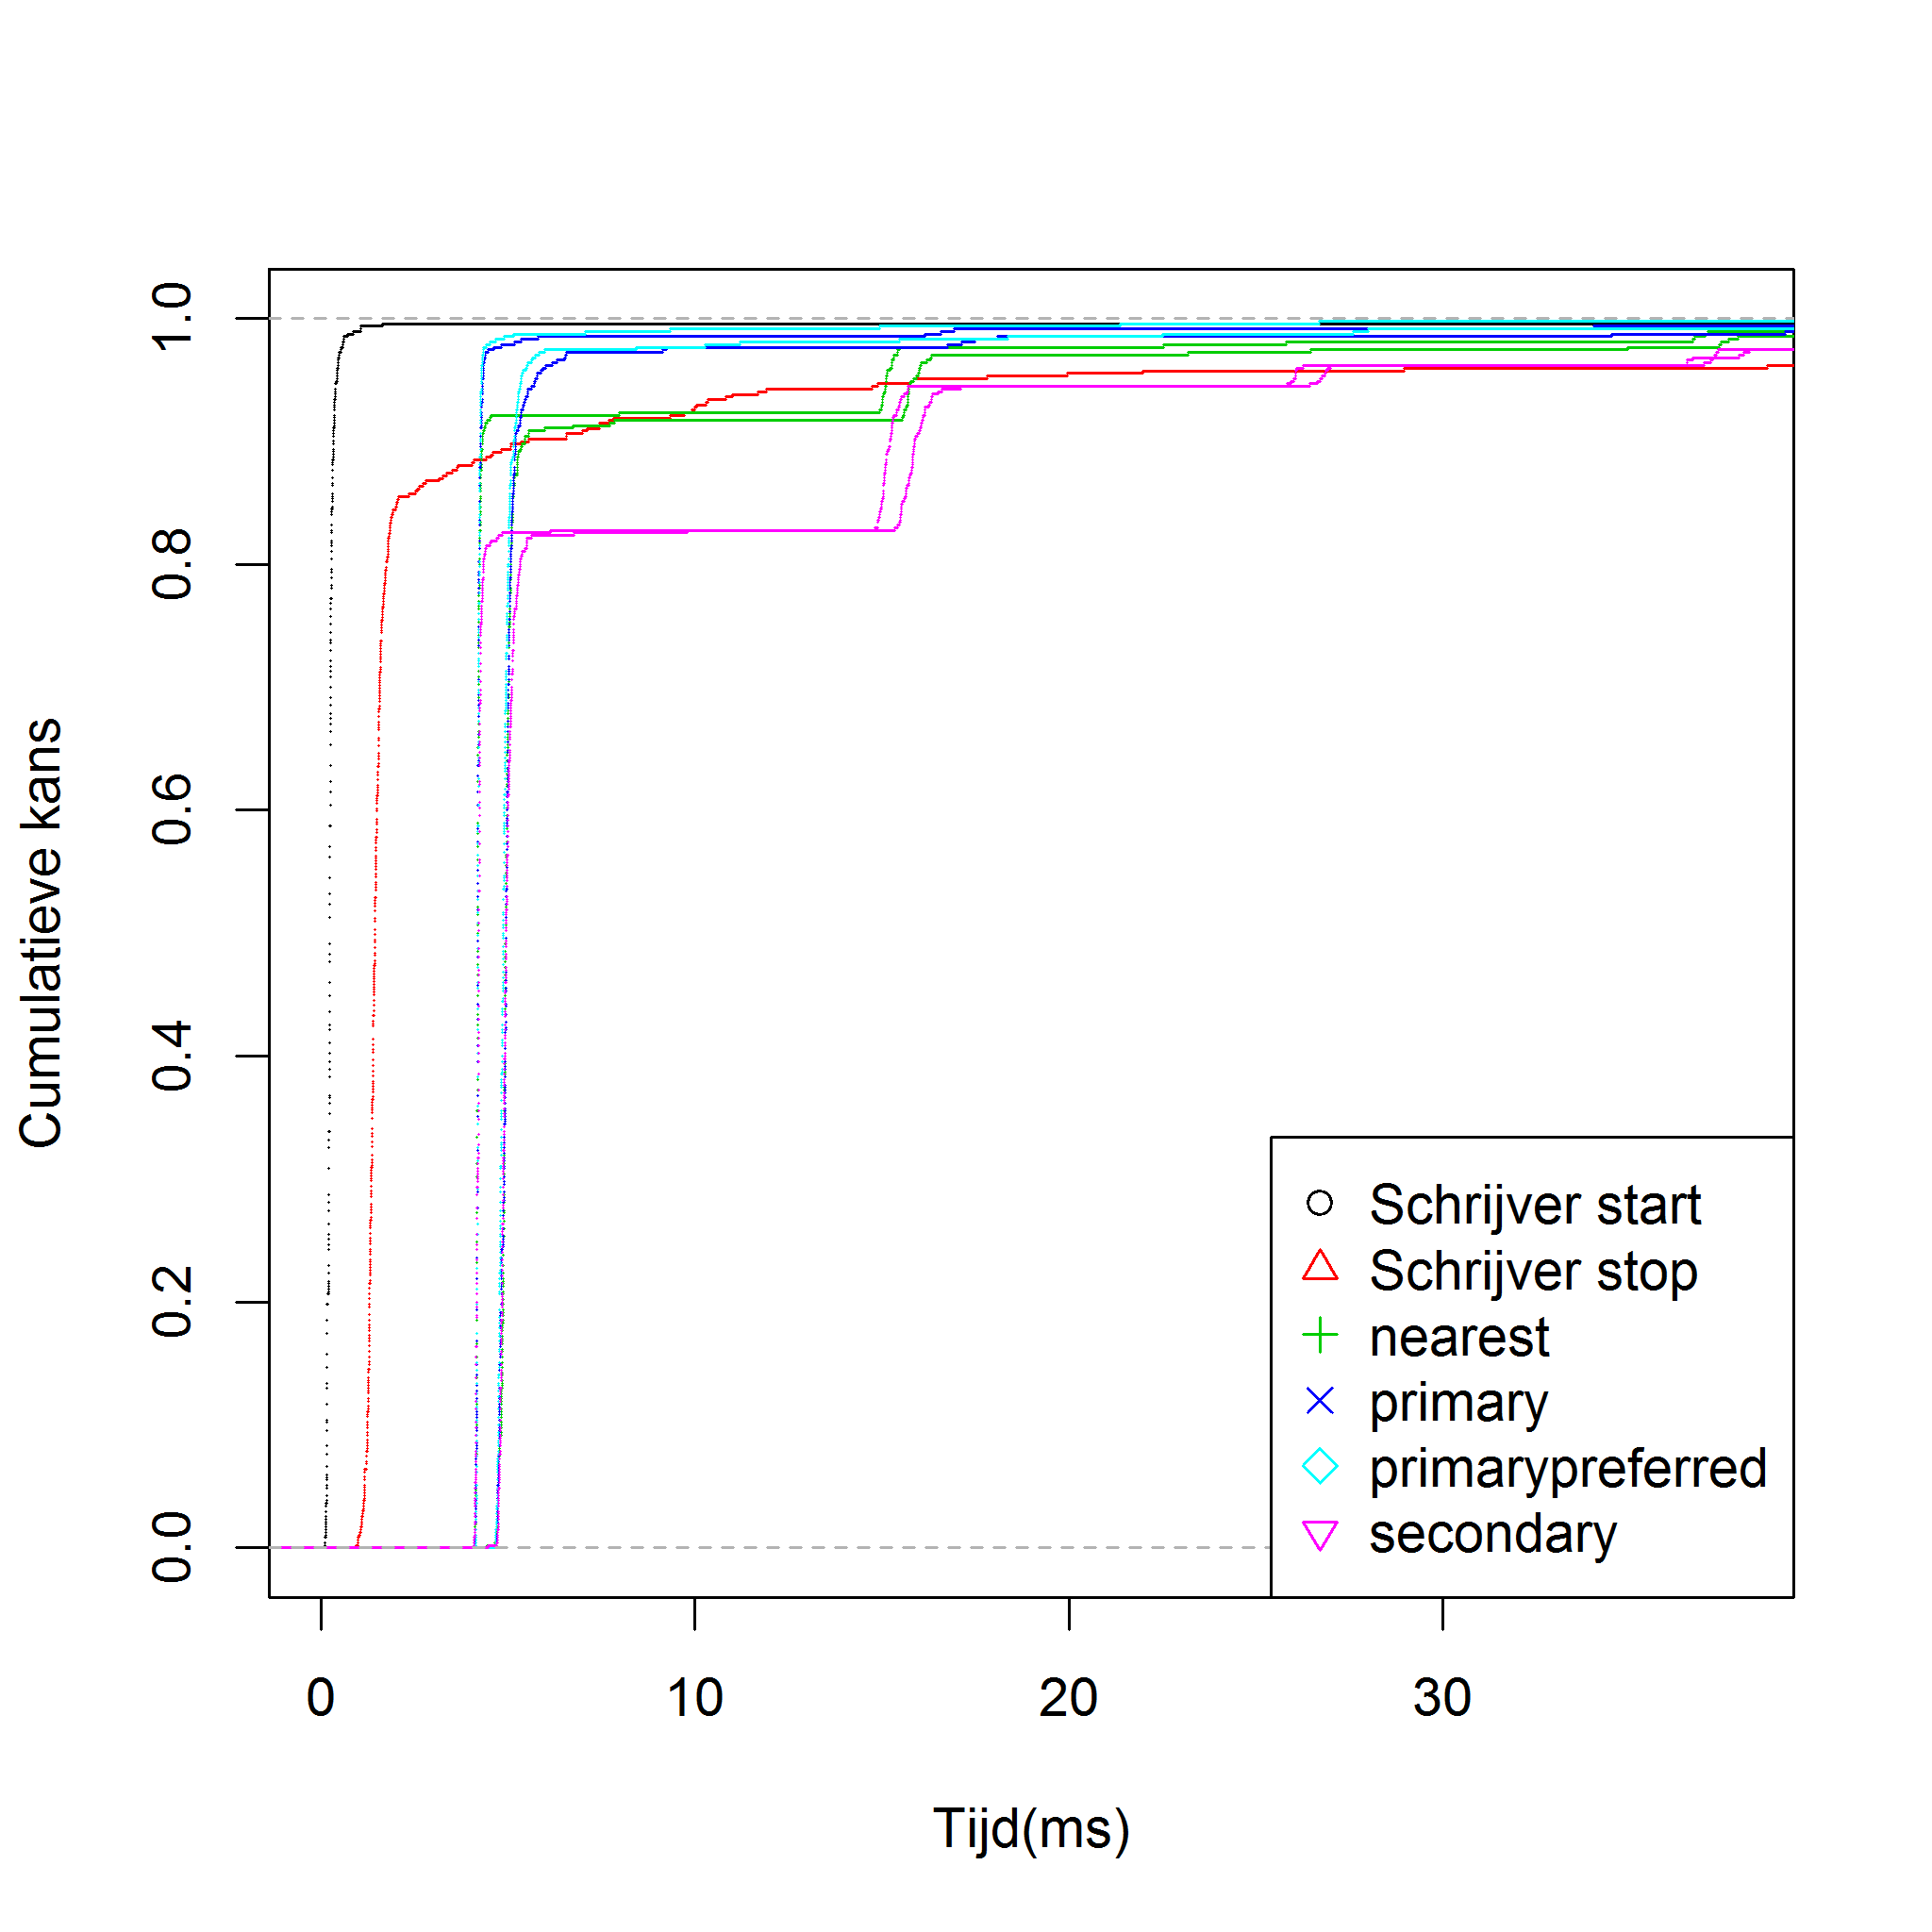 Cumulatieve kans
1.0
0.8
0.6
0.4
0.2
0.0
Schrijver start
Schrijver stop
nearest
primary
primarypreferred
secondary
0 10 20 30
Tijd(ms)